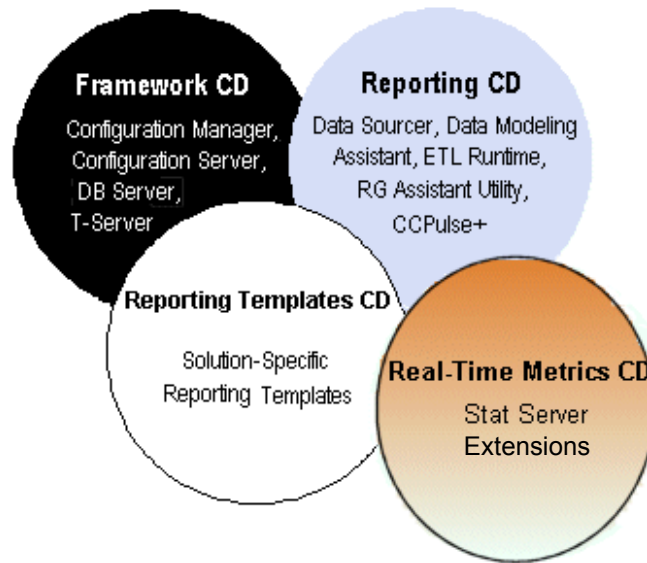 Framework CD
Configuration Manager,
Configuration Server,
DB Server,
T-Server
Reporting CD
Data Sourcer, Data Modeling
Assistant, ETL Runtime,
RG Assistant Utility,
CCPulse+
Reporting Templates CD
Solution-Specific
Reporting Templates
Real-Time Metrics CD
Stat Server
Extensions